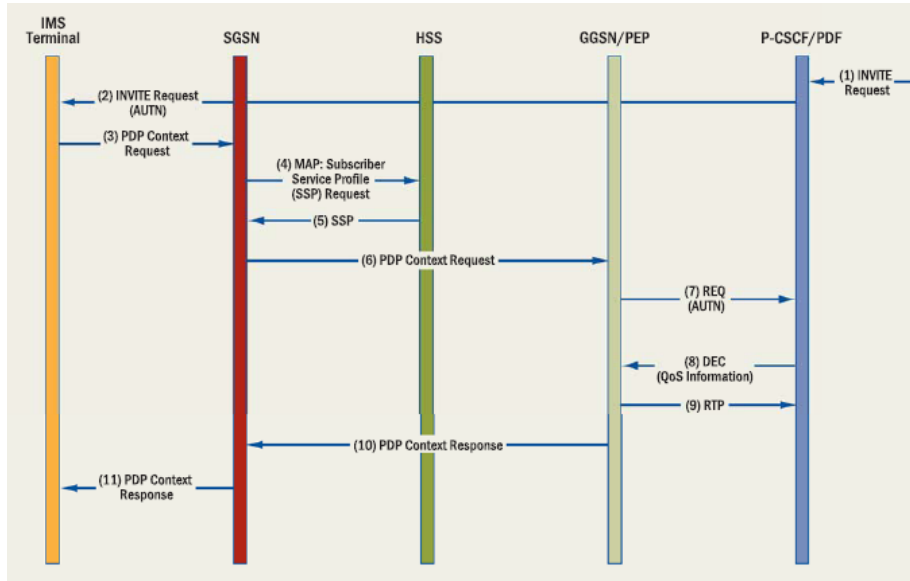 IMS
Terminal
SGSN
HSS
GGSN/PEP
P-CSCF/PDF
(1) INVITE
Request
(2) INVITE Request
(AUTN)
(3) PDP Context
Request
(4) MAP: Subscriber
Service Profile
(SSP) Request
(5) SSP
(6) PDP Context Request
(7) REQ
(AUTN)
(8) DEC
(QoS Information)
(9) RTP
(10) PDP Context Response
(11) PDP Context
Response